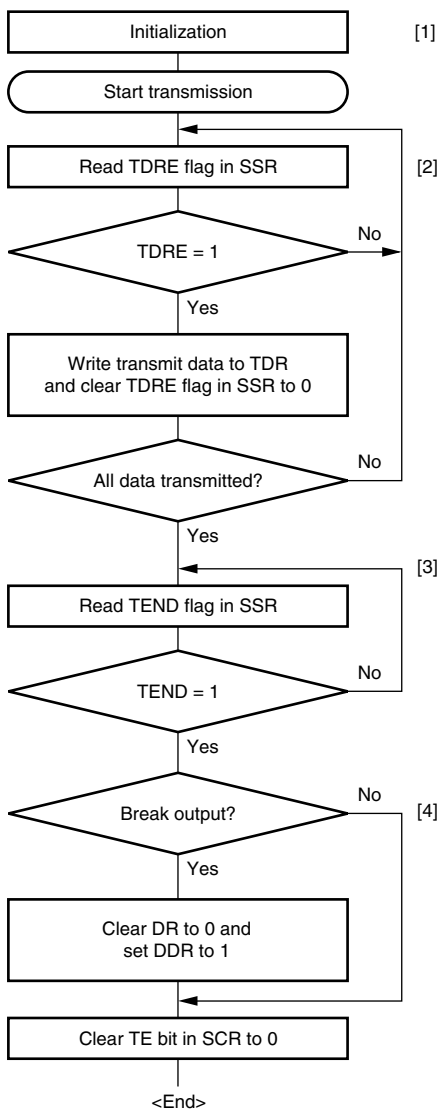 Initialization
[1]
Start transmission
Read TDRE flag in SSR
[2]
TDRE = 1
No
Yes
Write transmit data to TDR
and clear TDRE flag in SSR to 0
All data transmitted?
No
Yes
[3]
Read TEND flag in SSR
TEND = 1
No
Yes
Break output?
No
[4]
Yes
Clear DR to 0 and
set DDR to 1
Clear TE bit in SCR to 0
<End>